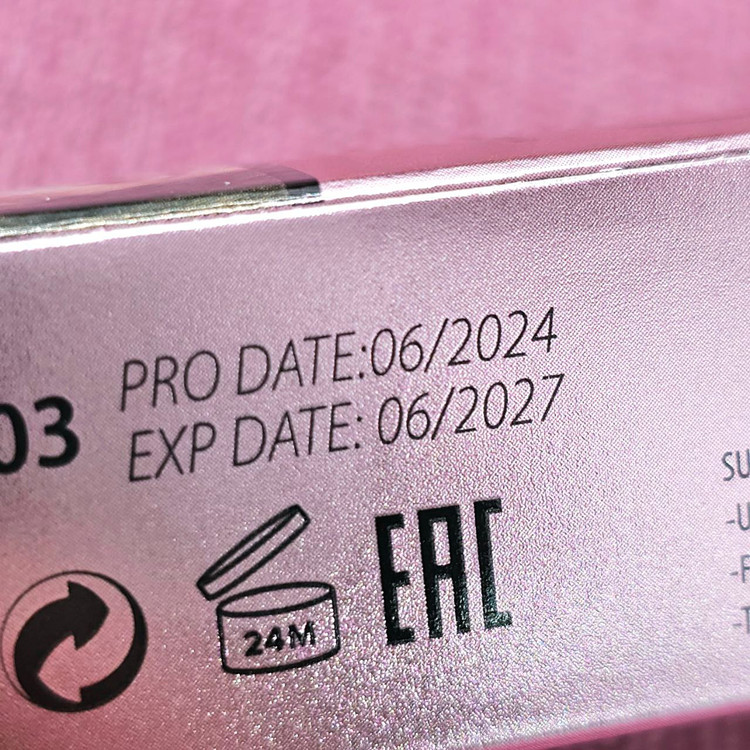 03
PRO DATE:06/2024
EXP DATE: 06/2027
24M
EAC
SU
-U
-F